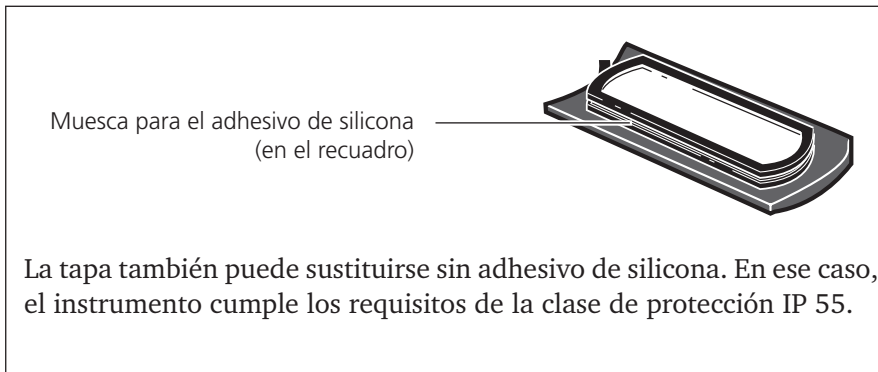 Muesca para el adhesivo de silicona
(en el recuadro)
La tapa también puede sustituirse sin adhesivo de silicona. En ese caso,
el instrumento cumple los requisitos de la clase de protección IP 55.